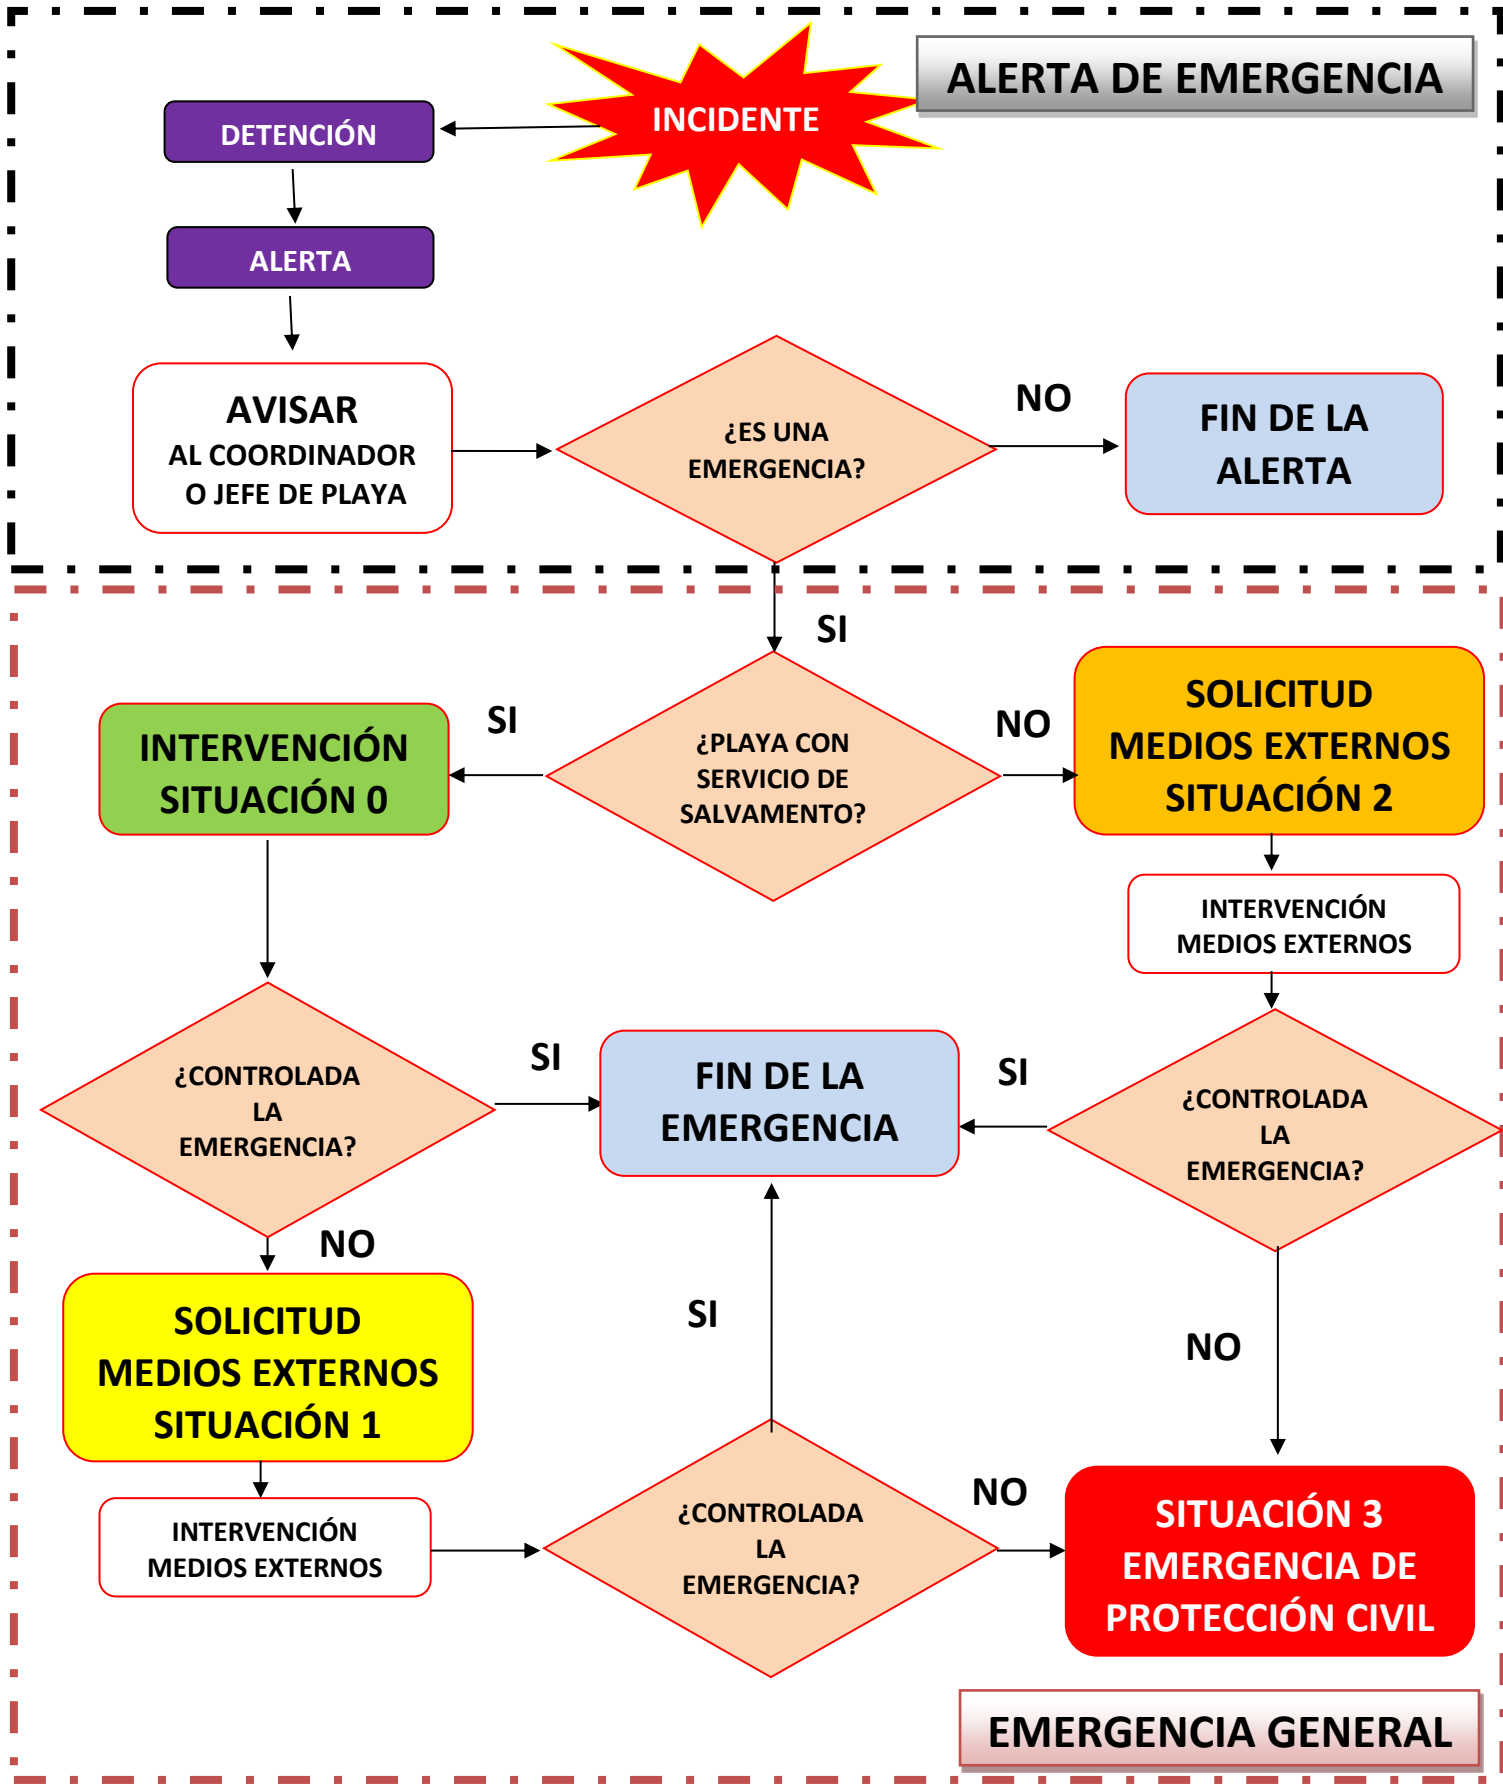 ALERTA DE EMERGENCIA
INCIDENTE
DETENCIÓN
ALERTA
AVISAR
AL COORDINADOR
O JEFE DE PLAYA
¿ES UNA
EMERGENCIA?
NO
FIN DE LA
ALERTA
SI
INTERVENCIÓN
SITUACIÓN 0
SI
¿PLAYA CON
SERVICIO DE
SALVAMENTO?
NO
SOLICITUD
MEDIOS EXTERNOS
SITUACIÓN 2
INTERVENCIÓN
MEDIOS EXTERNOS
¿CONTROLADA
LA
EMERGENCIA?
SI
FIN DE LA
EMERGENCIA
SI
¿CONTROLADA
LA
EMERGENCIA?
NO
SOLICITUD
MEDIOS EXTERNOS
SITUACIÓN 1
SI
NO
INTERVENCIÓN
MEDIOS EXTERNOS
¿CONTROLADA
LA
EMERGENCIA?
NO
SITUACIÓN 3
EMERGENCIA DE
PROTECCIÓN CIVIL
EMERGENCIA GENERAL